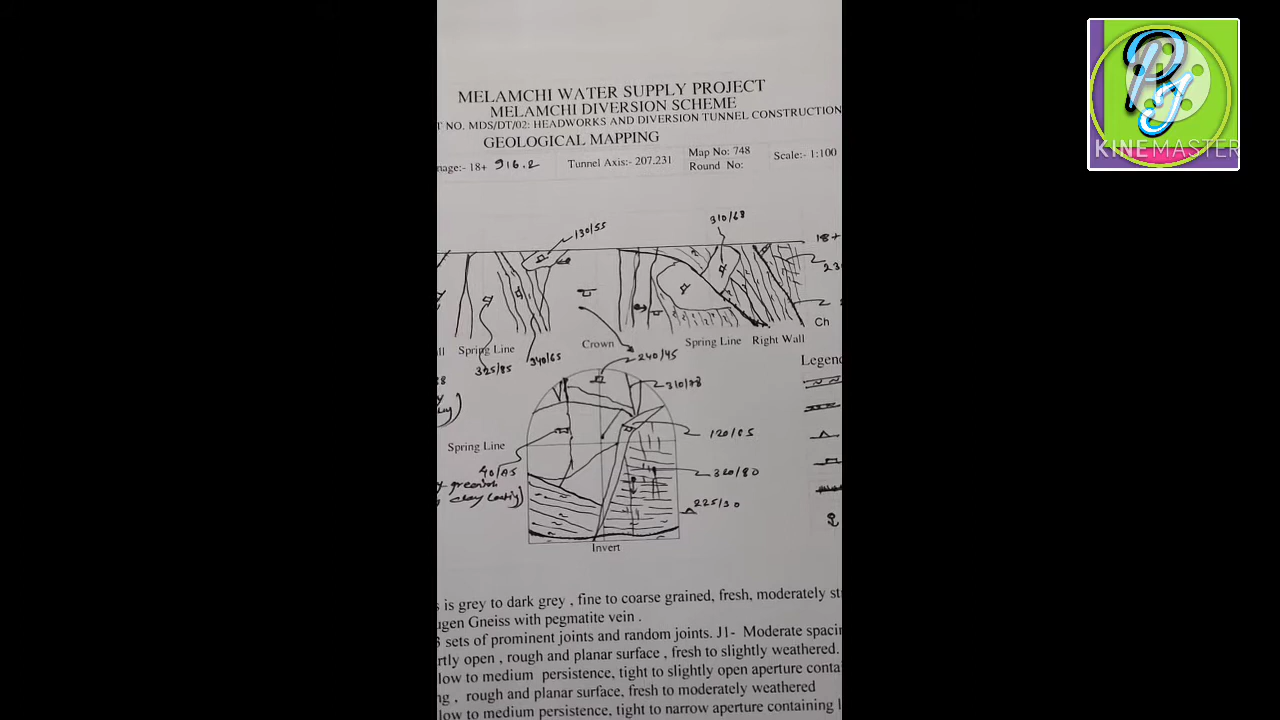 MELAMCHI WATER SUPPLY PROJECT
MELAMCHI DIVERSION SCHEME
T NO. MDS/DT/02: HEADWORKS AND DIVERSION TUNNEL CONSTRUCTION
GEOLOGICAL MAPPING
nage:- 18+ 916.2 Tunnel Axis:- 207.231 Map No: 748 Scale:- 1:100
Round No:
130/55 310/68
18+
Ch
Spring Line Crown Spring Line Right Wall
325/85 340/65 240/45
Legen
310/78
120/85
Spring Line
320/80
225/30
Invert
s is grey to dark grey , fine to coarse grained, fresh, moderately st
ugen Gneiss with pegmatite vein .
3 sets of prominent joints and random joints. J1- Moderate spacin
rtly open , rough and planar surface , fresh to slightly weathered.
low to medium persistence, tight to slightly open aperture conta
ng , rough and planar surface, fresh to moderately weathered
low to medium persistence, tight to narrow aperture containing l
KINEMASTER